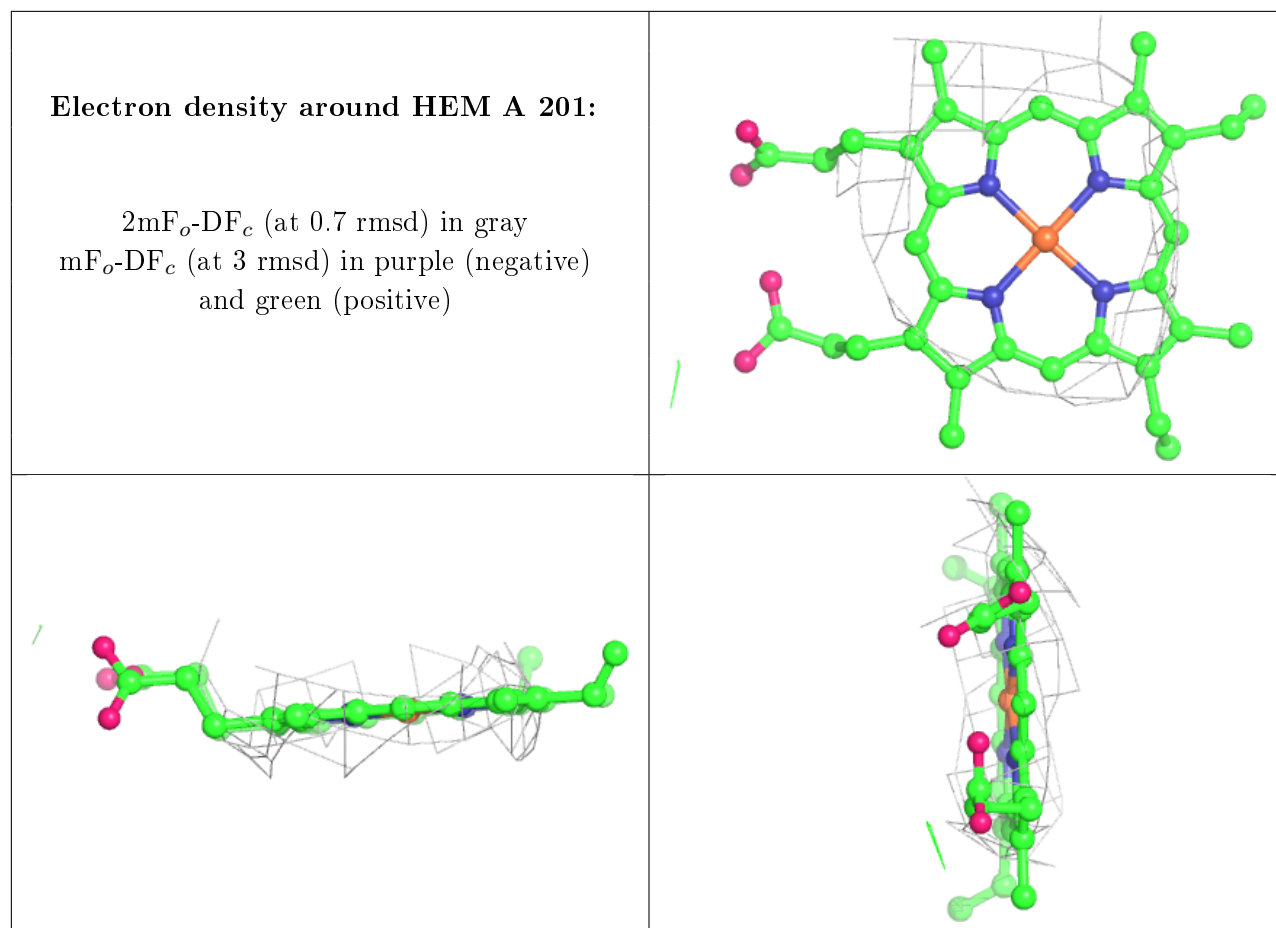 Electron density around HEM A 201:
2mFo-DFc (at 0.7 rmsd) in gray
mFo-DFc (at 3 rmsd) in purple (negative)
and green (positive)